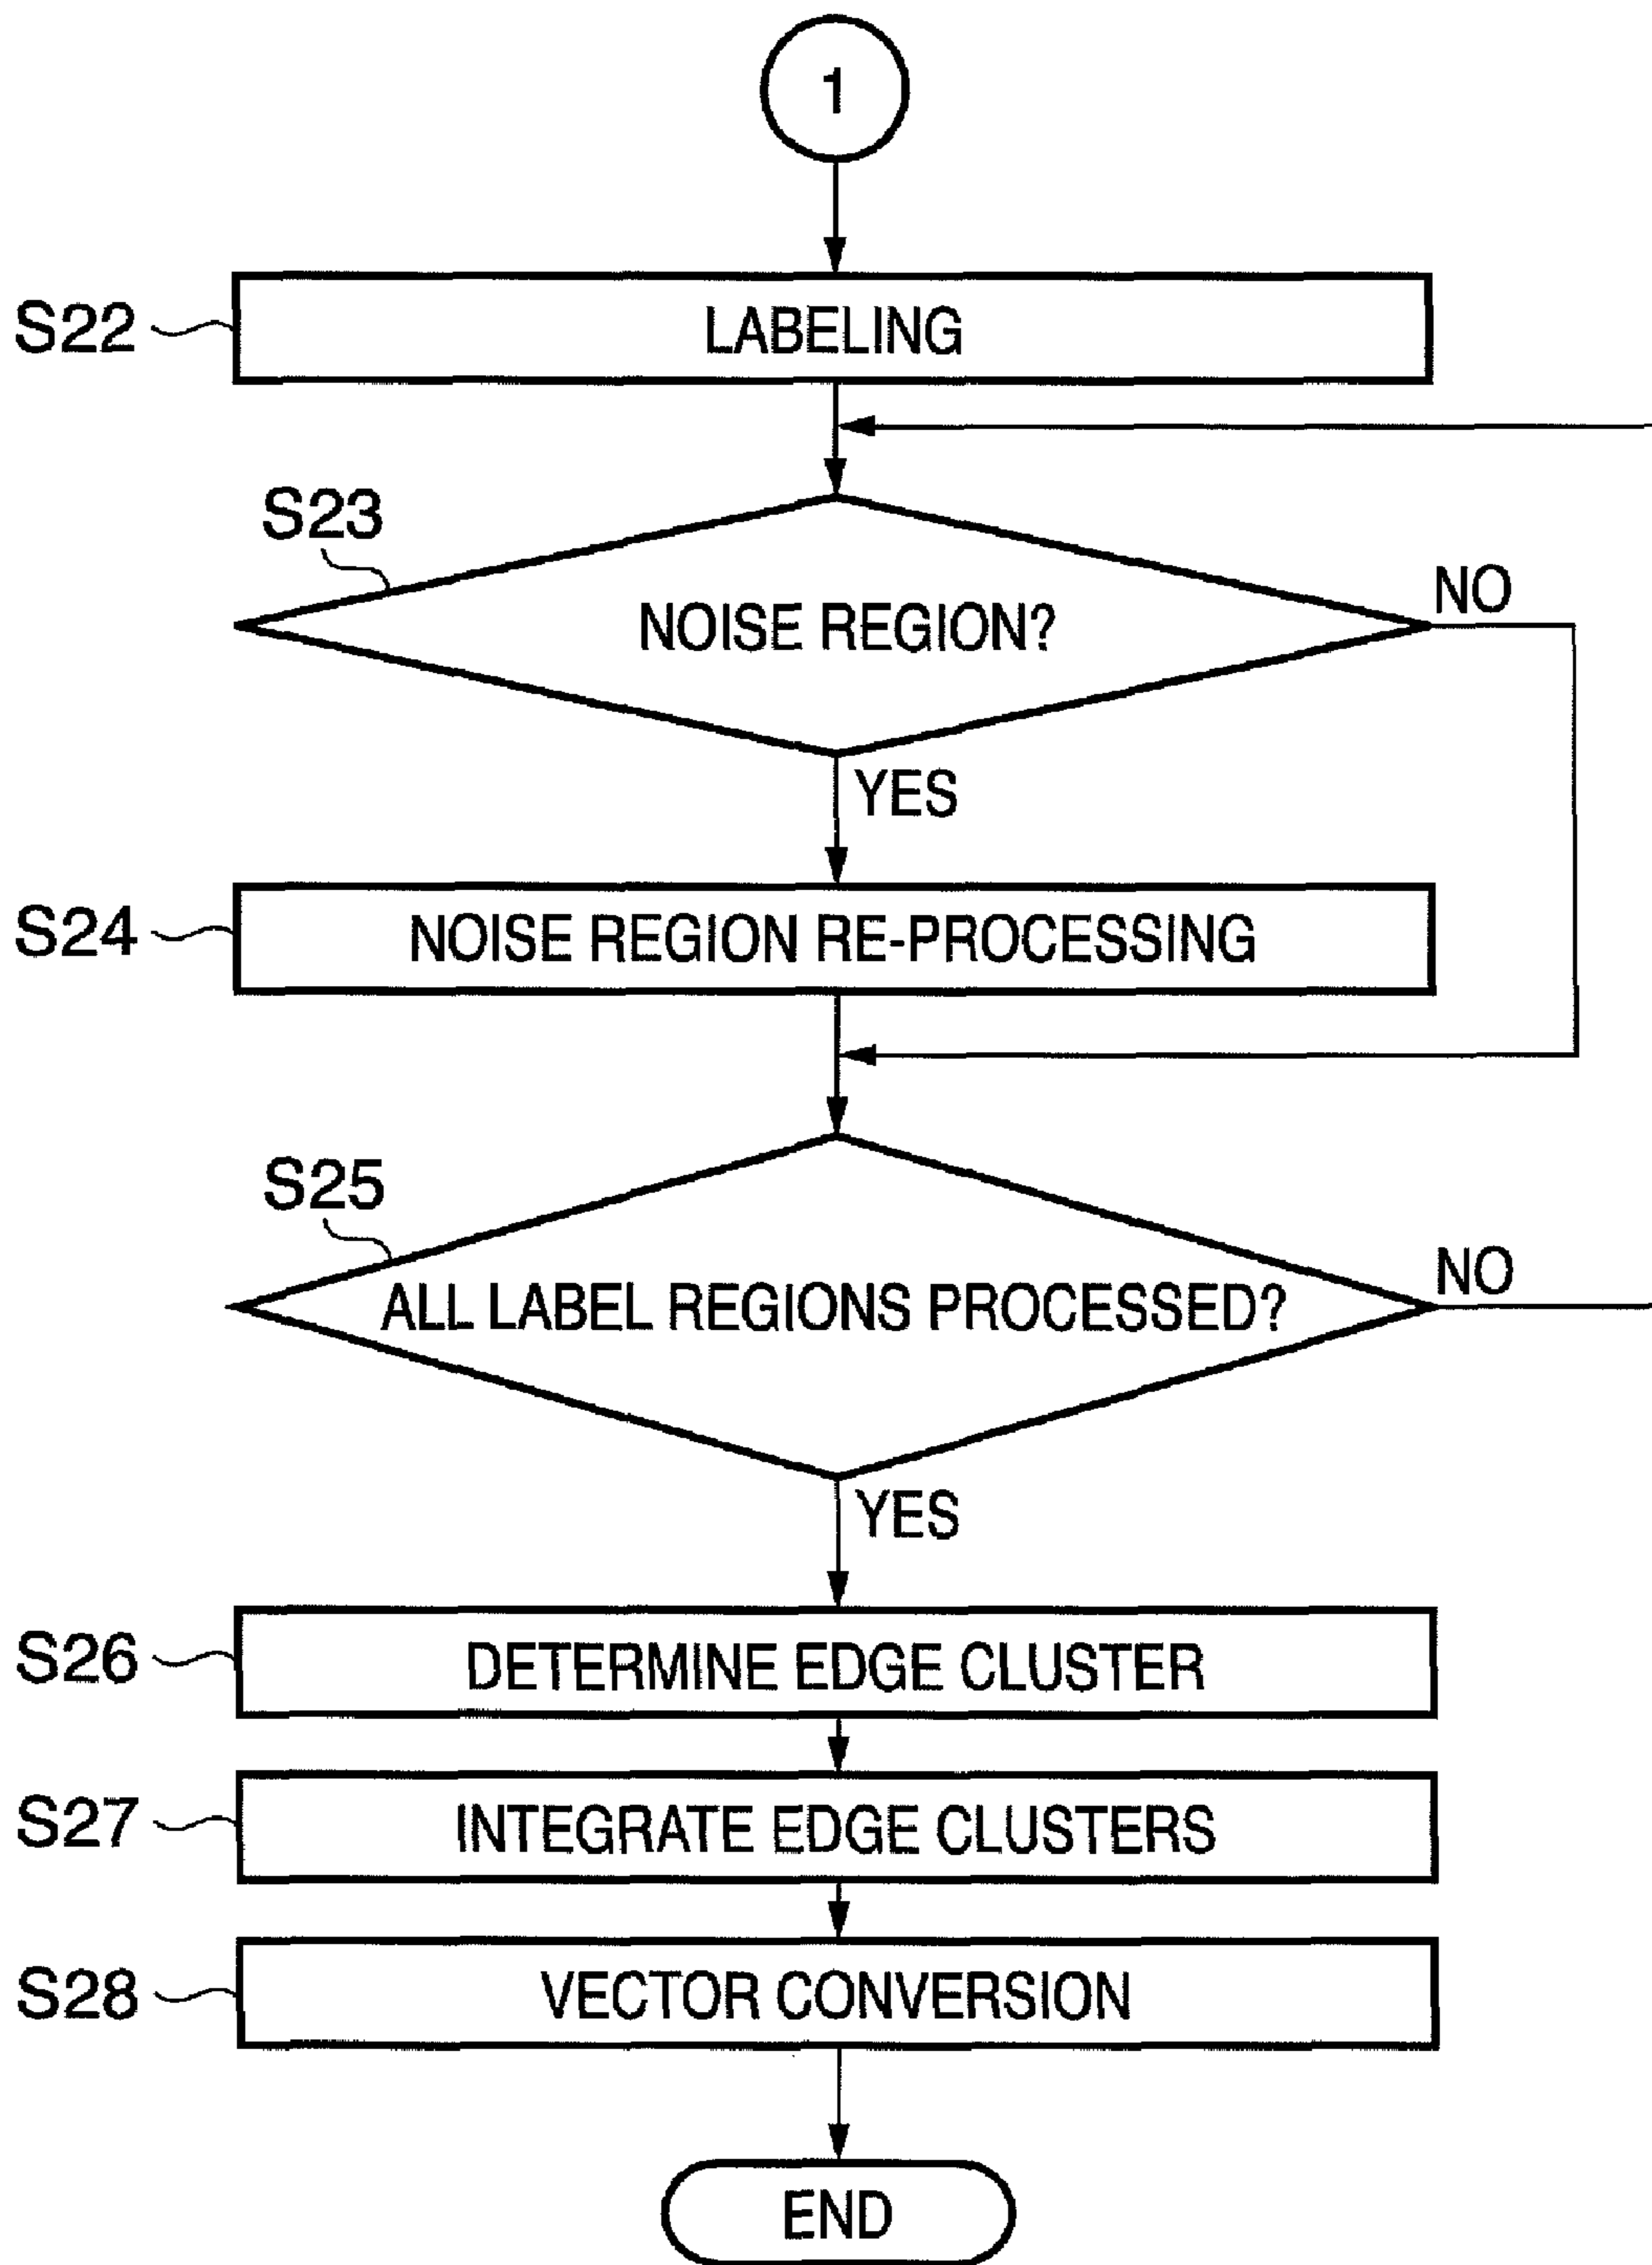 1
S22
LABELING
S23
NOISE REGION?
NO
YES
S24
NOISE REGION RE-PROCESSING
S25
ALL LABEL REGIONS PROCESSED?
NO
YES
S26
DETERMINE EDGE CLUSTER
S27
INTEGRATE EDGE CLUSTERS
S28
VECTOR CONVERSION
END